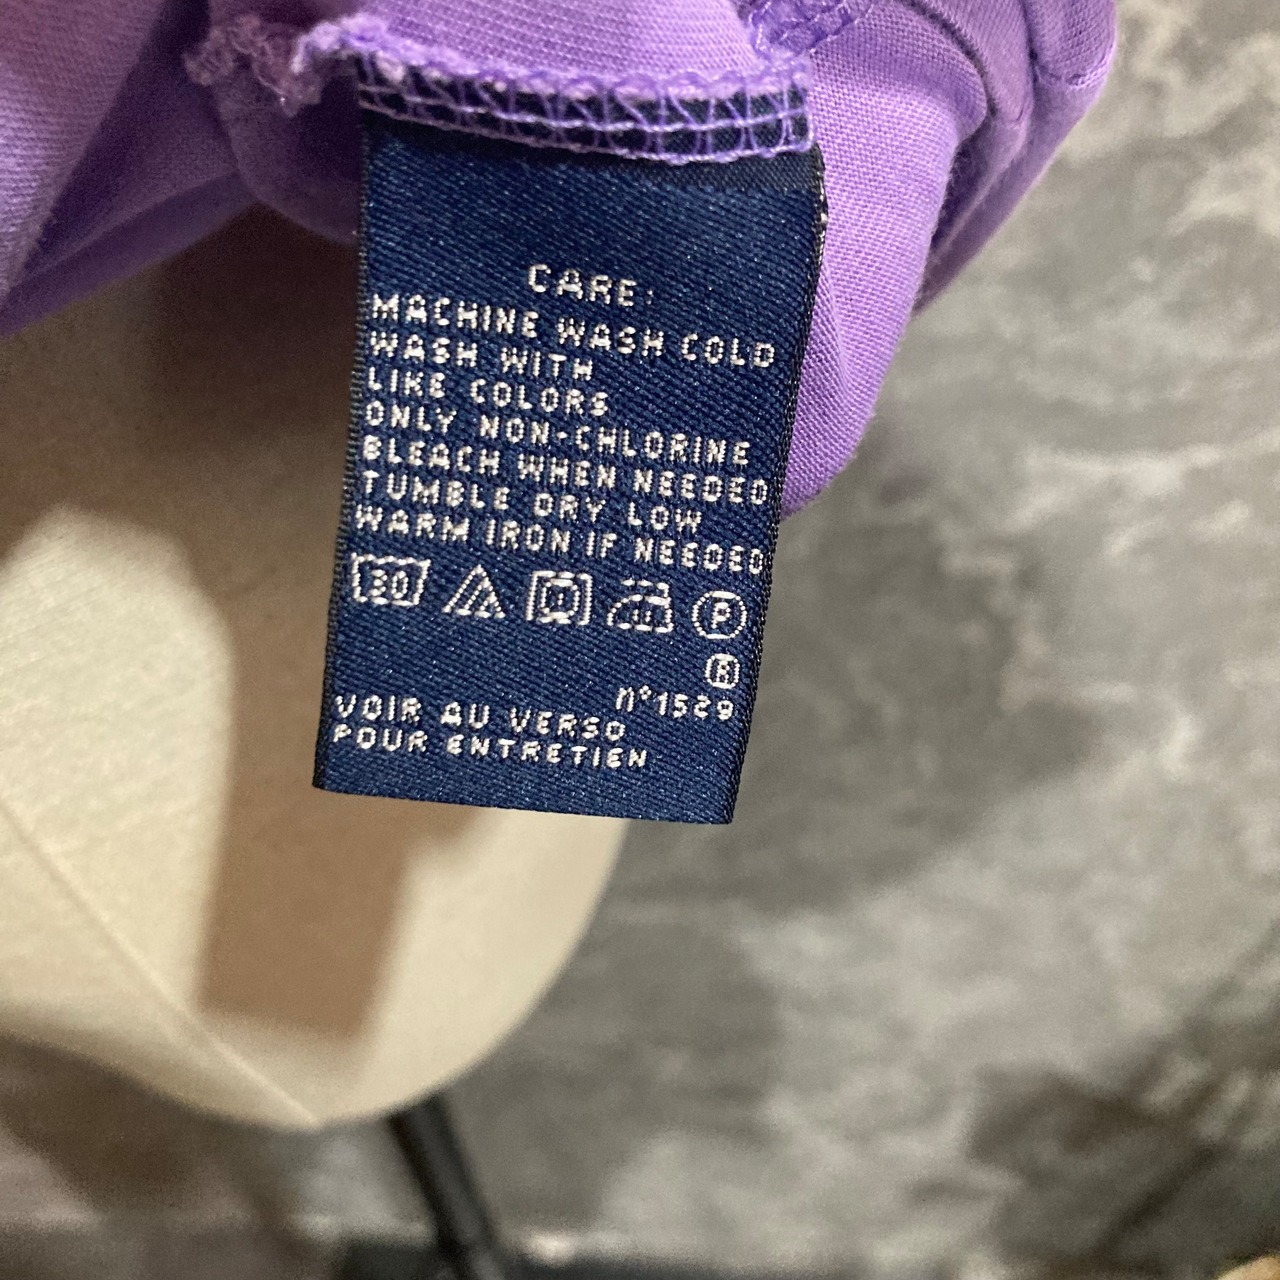 CARE:
MACHINE WASH COLD
WASH WITH
LIKE COLORS
ONLY NON-CHLORINE
BLEACH WHEN NEEDED
TUMBLE DRY LOW
WARM IRON IF NEEDED
30 P
R
n°1529
VOIR AU VERSO
POUR ENTRETIEN